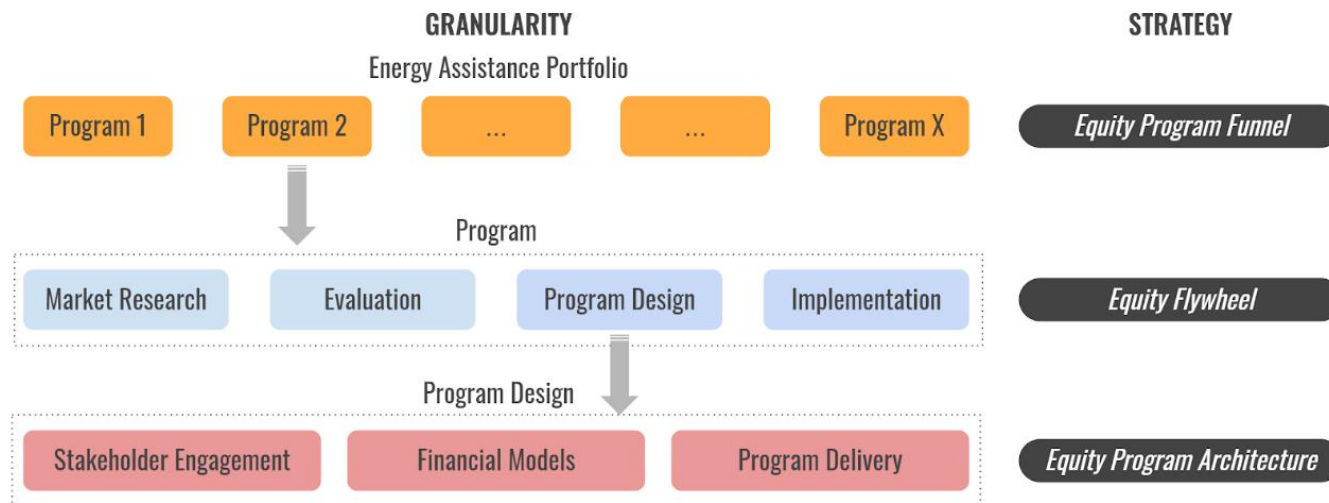 GRANULARITY
STRATEGY
Energy Assistance Portfolio
Program 1
Program 2
...
...
Program X
Equity Program Funnel
Program
Market Research
Evaluation
Program Design
Implementation
Equity Flywheel
Program Design
Stakeholder Engagement
Financial Models
Program Delivery
Equity Program Architecture